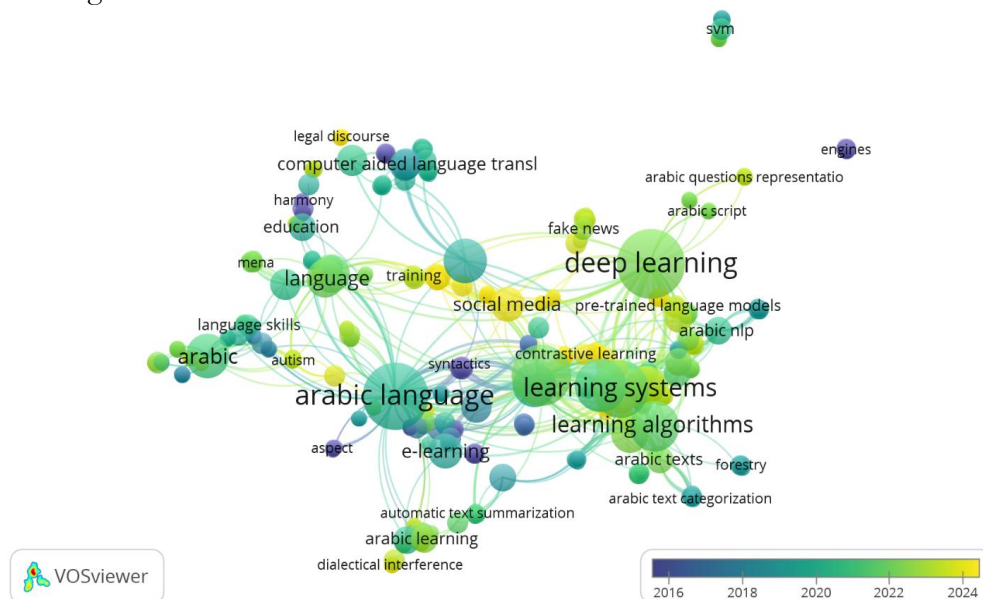 svm
legal discourse
engines
computer aided language transl
arabic questions representatio
harmony
arabic script
education
fake news
mena
deep learning
language
training
social media
pre-trained language models
language skills
arabic nlp
arabic
autism
syntactics
contrastive learning
arabic language
learning systems
learning algorithms
aspect
e-learning
arabic texts
forestry
arabic text categorization
automatic text summarization
arabic learning
dialectical interference
VOSviewer
2016 2018 2020 2022 2024